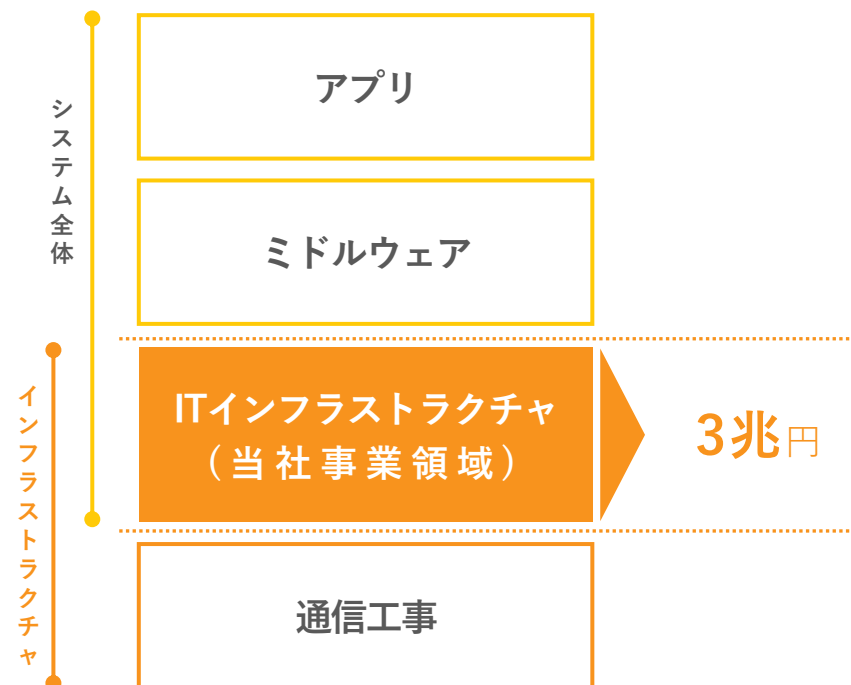 システム全体
アプリ
ミドルウェア
インフラストラクチャ
ITインフラストラクチャ
（当社事業領域）
3兆円
通信工事